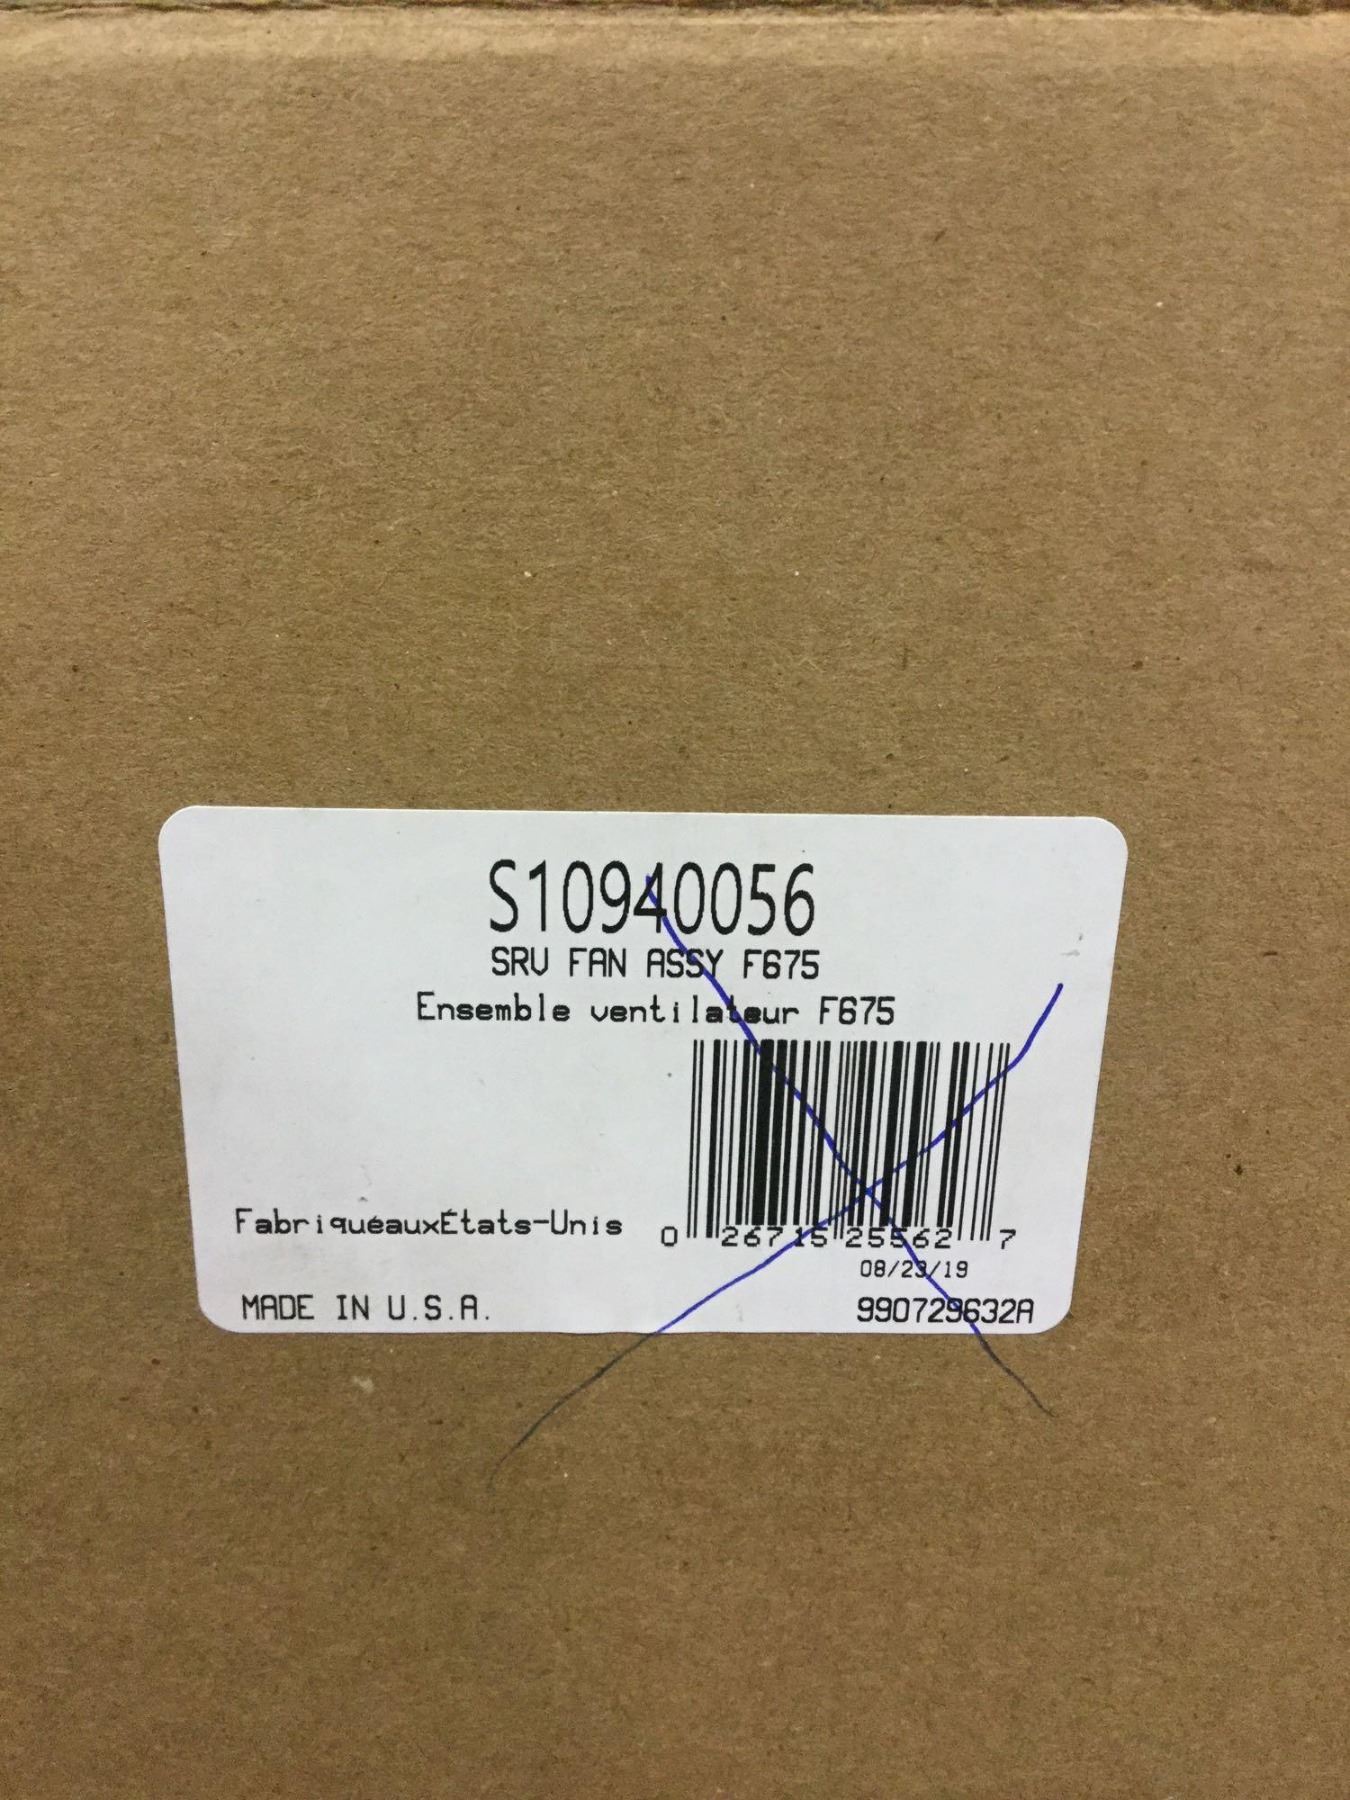 S10940056
SRV FAN ASSY F675
Ensemble ventilateur F675
FabriquéauxÉtats-Unis
0 26715 25562 7
08/23/19
MADE IN U.S.A.
990729632A